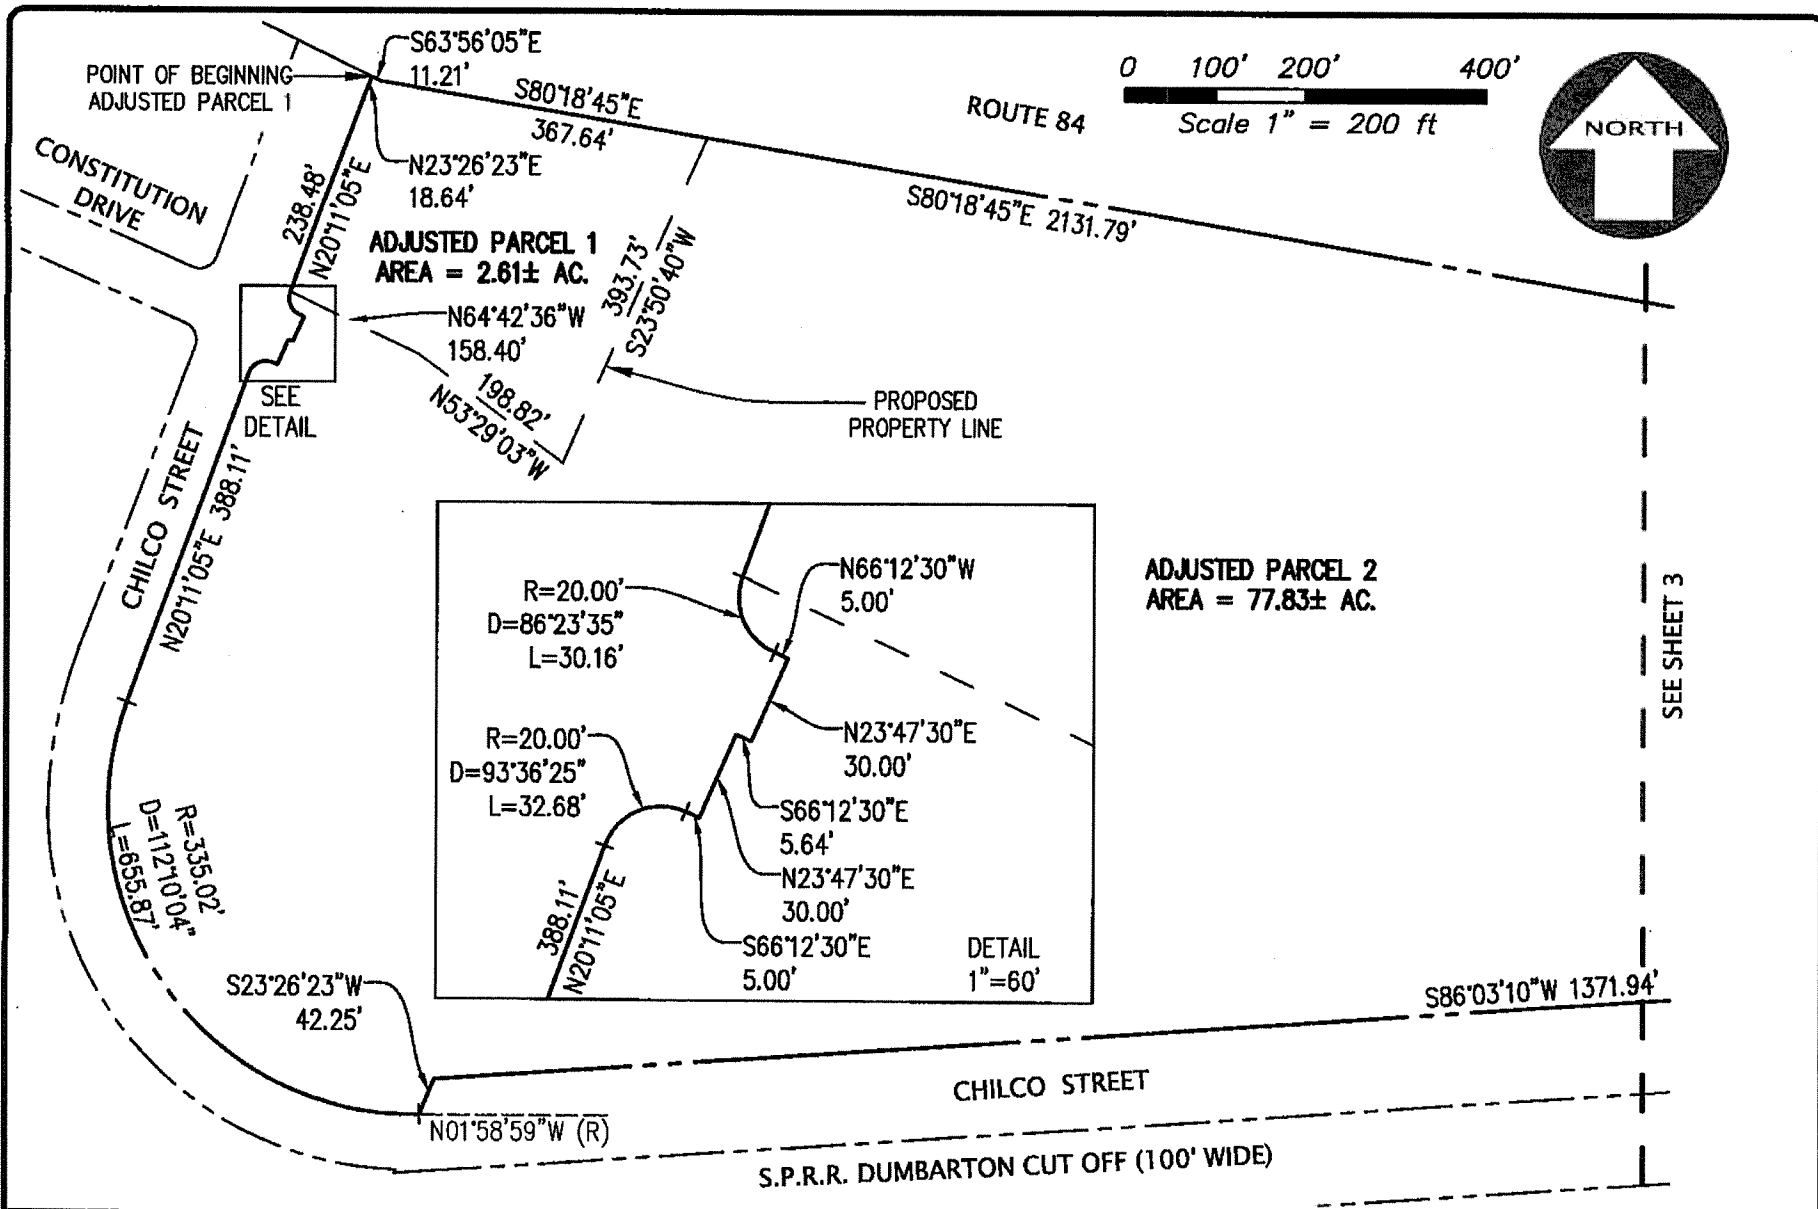 S63°56'05"E
11.21'
POINT OF BEGINNING
ADJUSTED PARCEL 1
S80°18'45"E
367.64'
ROUTE 84
0 100' 200' 400'
Scale 1" = 200 ft
NORTH
CONSTITUTION
DRIVE
N23°26'23"E
18.64'
238.48'
N20°11'05"E
S80°18'45"E 2131.79'
ADJUSTED PARCEL 1
AREA = 2.61± AC.
393.73'
S23°50'40"W
N64°42'36"W
158.40'
198.82'
N53°29'03"W
SEE
DETAIL
PROPOSED
PROPERTY LINE
CHILCO STREET
N20°11'05"E 388.11'
R=20.00'
D=86°23'35"
L=30.16'
N66°12'30"W
5.00'
ADJUSTED PARCEL 2
AREA = 77.83± AC.
SEE SHEET 3
R=20.00'
D=93°36'25"
L=32.68'
N23°47'30"E
30.00'
S66°12'30"E
5.64'
N23°47'30"E
30.00'
388.11'
N20°11'05"E
S66°12'30"E
5.00'
DETAIL
1"=60'
R=335.02'
D=112°10'04"
L=655.87'
S23°26'23"W
42.25'
S86°03'10"W 1371.94'
CHILCO STREET
N01°58'59"W (R)
S.P.R.R. DUMBARTON CUT OFF (100' WIDE)